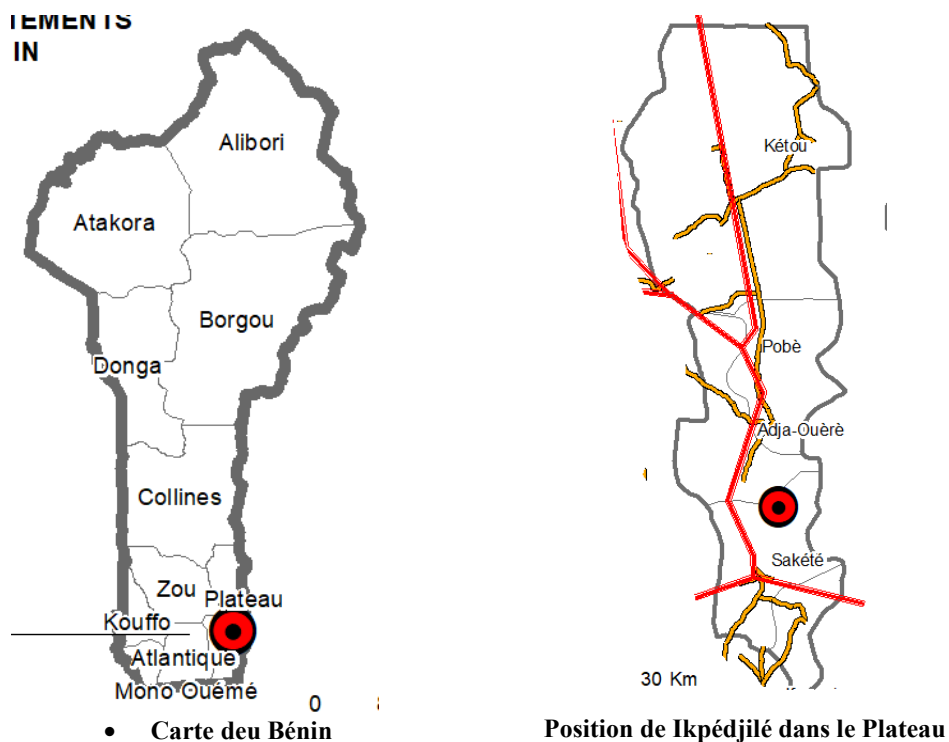 TEMENTS
IN
Alibori
Atakora
Borgou
Donga
Collines
Zou
Plateau
Kouffo
Atlantique
Mono Ouémé
0
• Carte deu Bénin
Kétou
Pobè
Adja-Ouèrè
Sakété
30 Km
Position de Ikpédjilé dans le Plateau